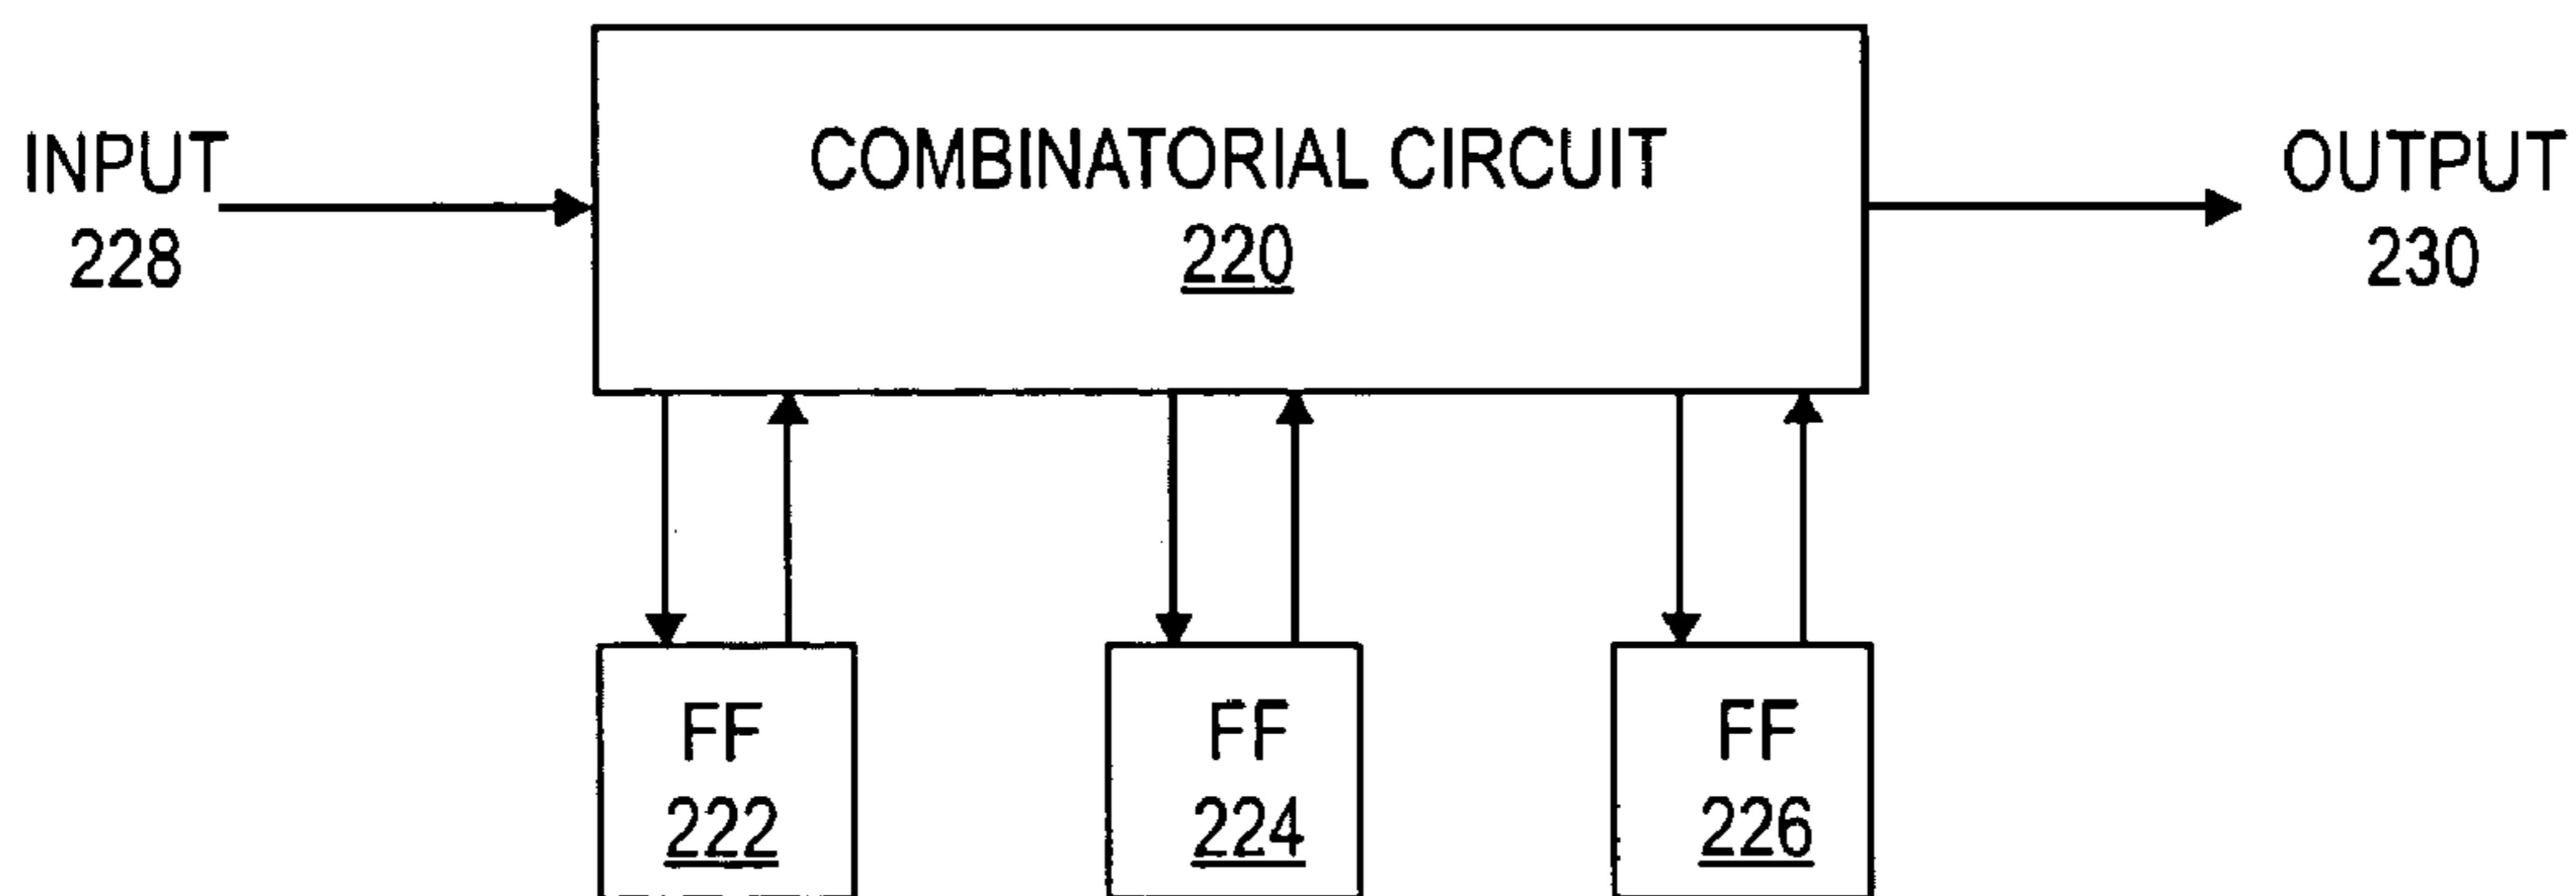 INPUT
228
COMBINATORIAL CIRCUIT
220
OUTPUT
230
FF
222
FF
224
FF
226